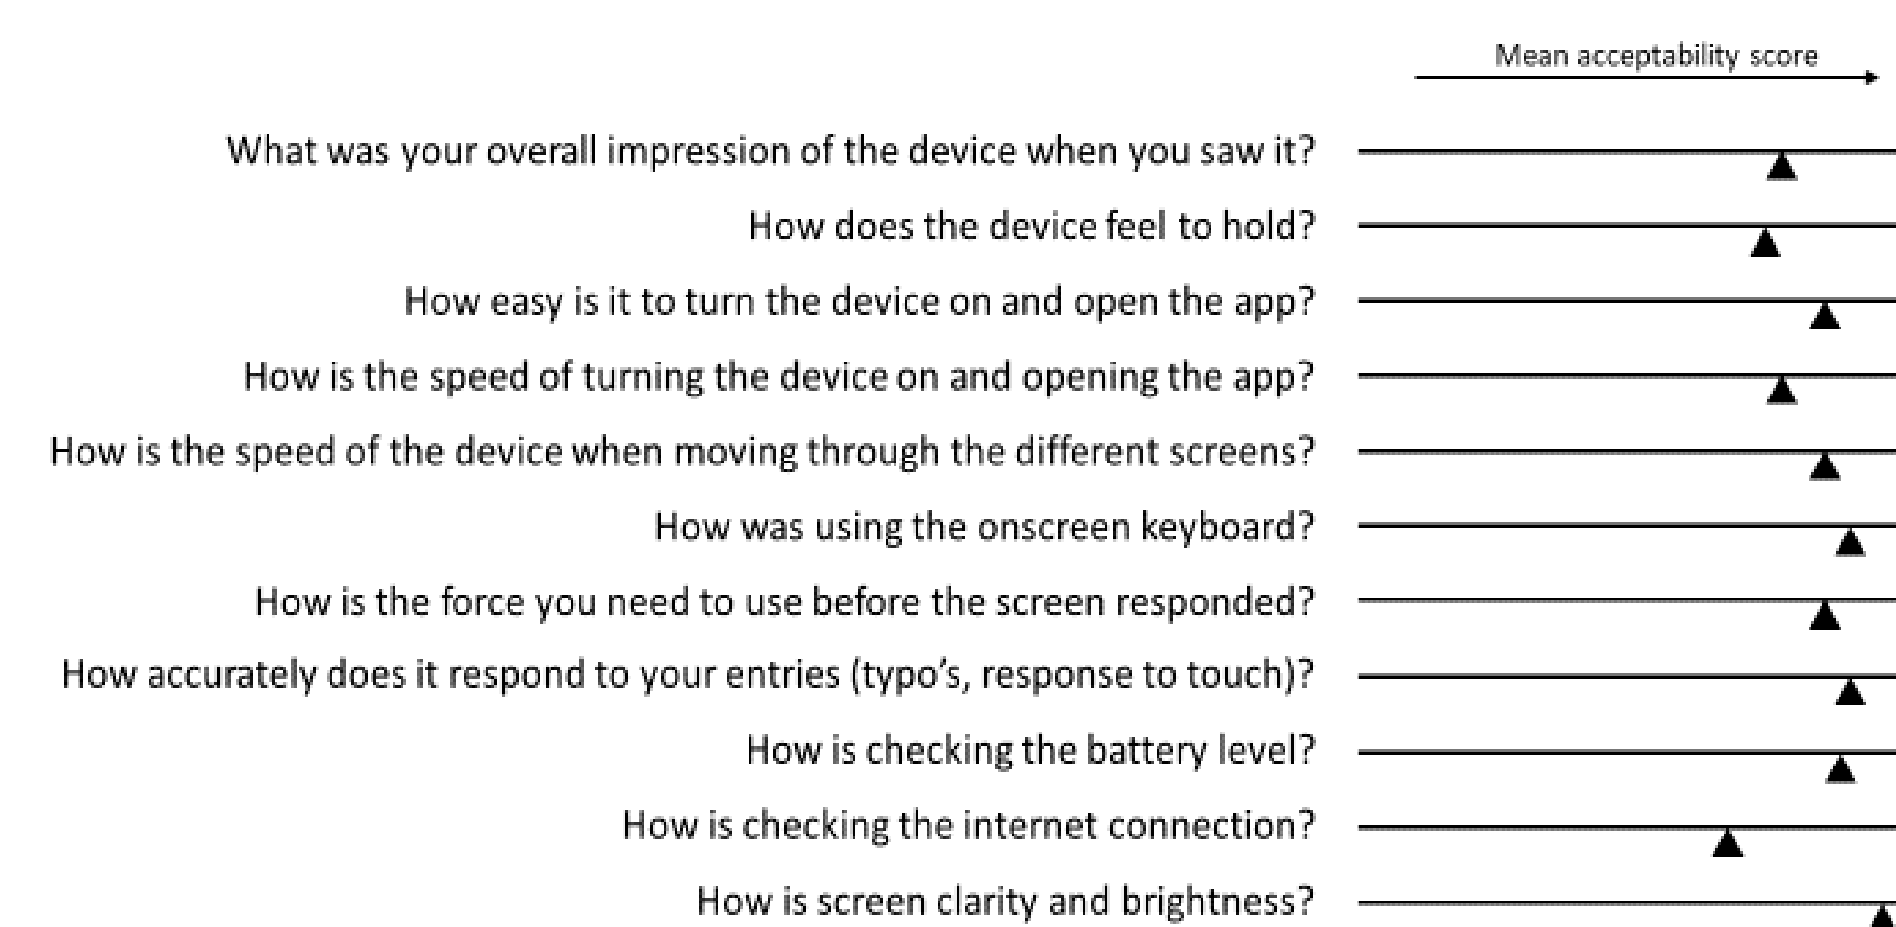 Mean acceptability score
What was your overall impression of the device when you saw it?
How does the device feel to hold?
How easy is it to turn the device on and open the app?
How is the speed of turning the device on and opening the app?
How is the speed of the device when moving through the different screens?
How was using the onscreen keyboard?
How is the force you need to use before the screen responded?
How accurately does it respond to your entries (typo’s, response to touch)?
How is checking the battery level?
How is checking the internet connection?
How is screen clarity and brightness?